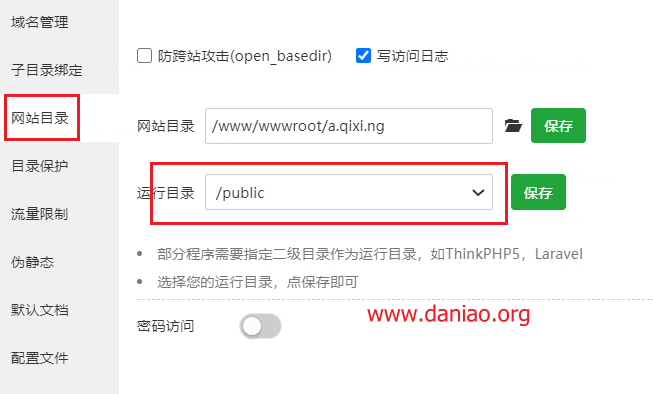 域名管理
子目录绑定
网站目录
目录保护
流量限制
伪静态
默认文档
配置文件
防跨站攻击(open_basedir) 写访问日志
网站目录 /www/wwwroot/a.qixi.ng 保存
运行目录 /public 保存
部分程序需要指定二级目录作为运行目录，如ThinkPHP5，Laravel
选择您的运行目录，点保存即可
www.daniao.org
密码访问